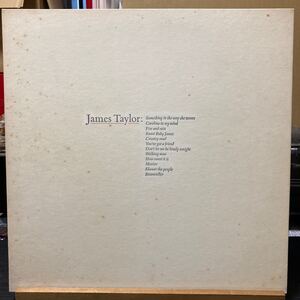 James Taylor: Something in the way she moves
Carolina in my mind
Fire and rain
Sweet Baby James
Country road
You've got a friend
Don't let me be lonely tonight
Walking man
How sweet it is
Mexico
Shower the people
Steamroller